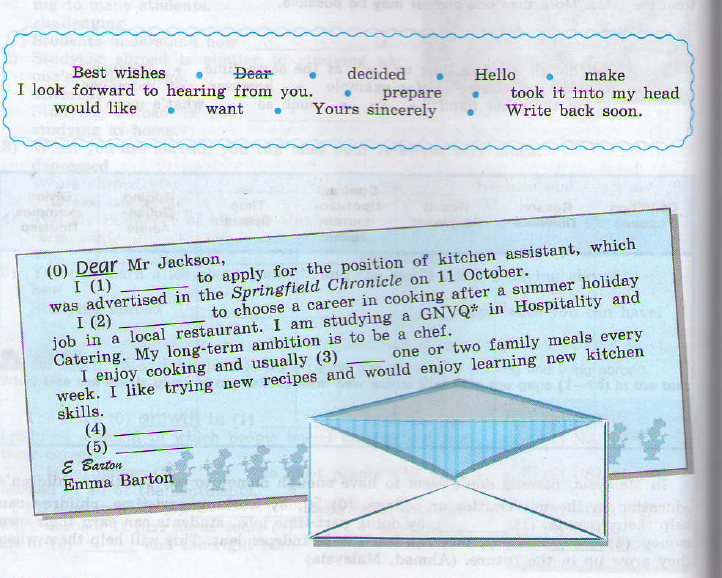 Best wishes • Dear • decided • Hello • make
I look forward to hearing from you. • prepare • took it into my head
would like • want • Yours sincerely • Write back soon.
(0) Dear Mr Jackson,
I (1) ________ to apply for the position of kitchen assistant, which
was advertised in the Springfield Chronicle on 11 October.
I (2) ________ to choose a career in cooking after a summer holiday
job in a local restaurant. I am studying a GNVQ* in Hospitality and
Catering. My long-term ambition is to be a chef.
I enjoy cooking and usually (3) ____ one or two family meals every
week. I like trying new recipes and would enjoy learning new kitchen
skills.
(4) ________
(5) ________
E Barton
Emma Barton